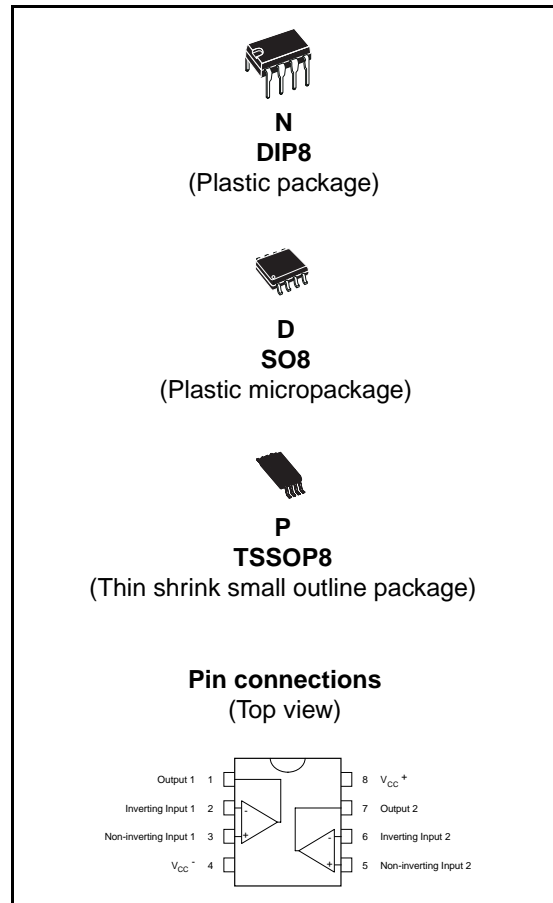 N
DIP8
(Plastic package)
D
SO8
(Plastic micropackage)
P
TSSOP8
(Thin shrink small outline package)
Pin connections
(Top view)
Output 1 1 8 VCC +
Inverting Input 1 2 - 7 Output 2
Non-inverting Input 1 3 + - 6 Inverting Input 2
VCC - 4 + 5 Non-inverting Input 2